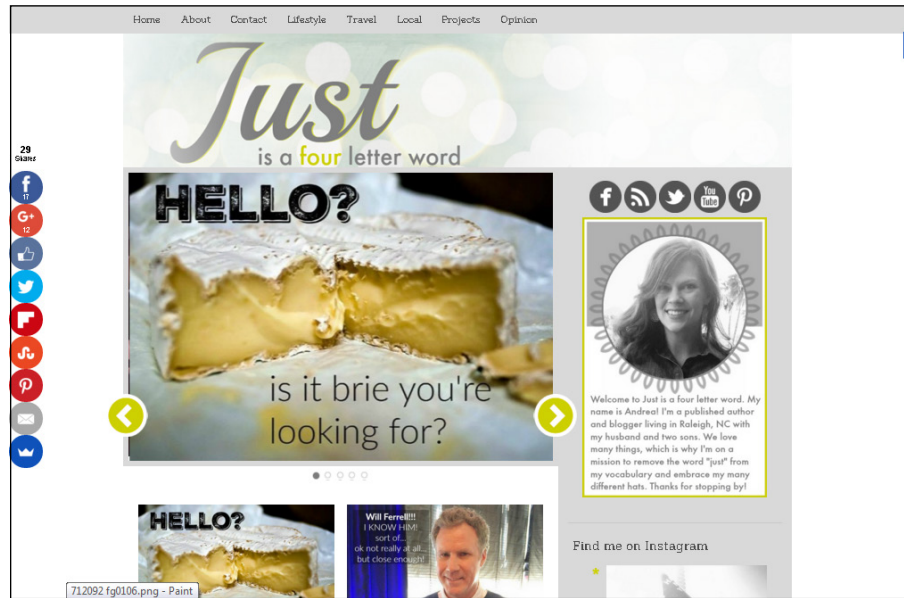 Home About Contact Lifestyle Travel Local Projects Opinion
Just
is a four letter word
29
Shares
17
G+
12
HELLO?
is it brie you're
looking for?
You
Tube
Welcome to Just is a four letter word. My
name is Andrea! I'm a published author
and blogger living in Raleigh, NC with
my husband and two sons. We love
many things, which is why I'm on a
mission to remove the word "just" from
my vocabulary and embrace my many
different hats. Thanks for stopping by!
HELLO?
Will Ferrell!!!
I KNOW HIM!
sort of...
ok not really at all...
but close enough!
Find me on Instagram
712092 fg0106.png - Paint